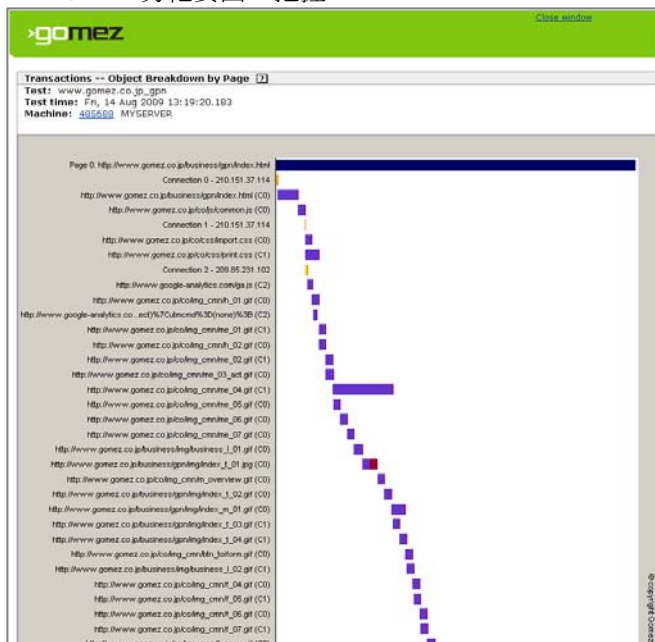 Close window
>gomez
Transactions -- Object Breakdown by Page [?]
Test: www.gomez.co.jp_gpn
Test time: Fri, 14 Aug 2009 13:19:20.183
Machine: 485688 MYSERVER
Page 0: http://www.gomez.co.jp/business/gpn/index.html
Connection 0 - 210.151.37.114
http://www.gomez.co.jp/business/gpn/index.html (C0)
http://www.gomez.co.jp/co/js/common.js (C0)
Connection 1 - 210.151.37.114
http://www.gomez.co.jp/co/css/import.css (C0)
http://www.gomez.co.jp/co/css/print.css (C1)
Connection 2 - 209.85.231.102
http://www.google-analytics.com/ga.js (C2)
http://www.gomez.co.jp/co/img_cmn/h_01.gif (C0)
http://www.google-analytics.co...ect)%7Cutmcmd%3D(none)%3B (C2)
http://www.gomez.co.jp/co/img_cmn/me_01.gif (C1)
http://www.gomez.co.jp/co/img_cmn/h_02.gif (C0)
http://www.gomez.co.jp/co/img_cmn/me_02.gif (C1)
http://www.gomez.co.jp/co/img_cmn/me_03_act.gif (C0)
http://www.gomez.co.jp/co/img_cmn/me_04.gif (C1)
http://www.gomez.co.jp/co/img_cmn/me_05.gif (C0)
http://www.gomez.co.jp/co/img_cmn/me_06.gif (C0)
http://www.gomez.co.jp/co/img_cmn/me_07.gif (C0)
http://www.gomez.co.jp/business/img/business_l_01.gif (C0)
http://www.gomez.co.jp/business/gpn/img/index_t_01.jpg (C0)
http://www.gomez.co.jp/co/img_cmn/n_overview.gif (C0)
http://www.gomez.co.jp/business/gpn/img/index_t_02.gif (C0)
http://www.gomez.co.jp/business/gpn/img/index_m_01.gif (C0)
http://www.gomez.co.jp/business/gpn/img/index_t_03.gif (C1)
http://www.gomez.co.jp/business/gpn/img/index_t_04.gif (C1)
http://www.gomez.co.jp/co/img_cmn/btn_toiform.gif (C0)
http://www.gomez.co.jp/business/img/business_l_02.gif (C1)
http://www.gomez.co.jp/co/img_cmn/f_04.gif (C0)
http://www.gomez.co.jp/co/img_cmn/f_05.gif (C1)
http://www.gomez.co.jp/co/img_cmn/f_06.gif (C0)
http://www.gomez.co.jp/co/img_cmn/f_07.gif (C1)
© copyright Gomez